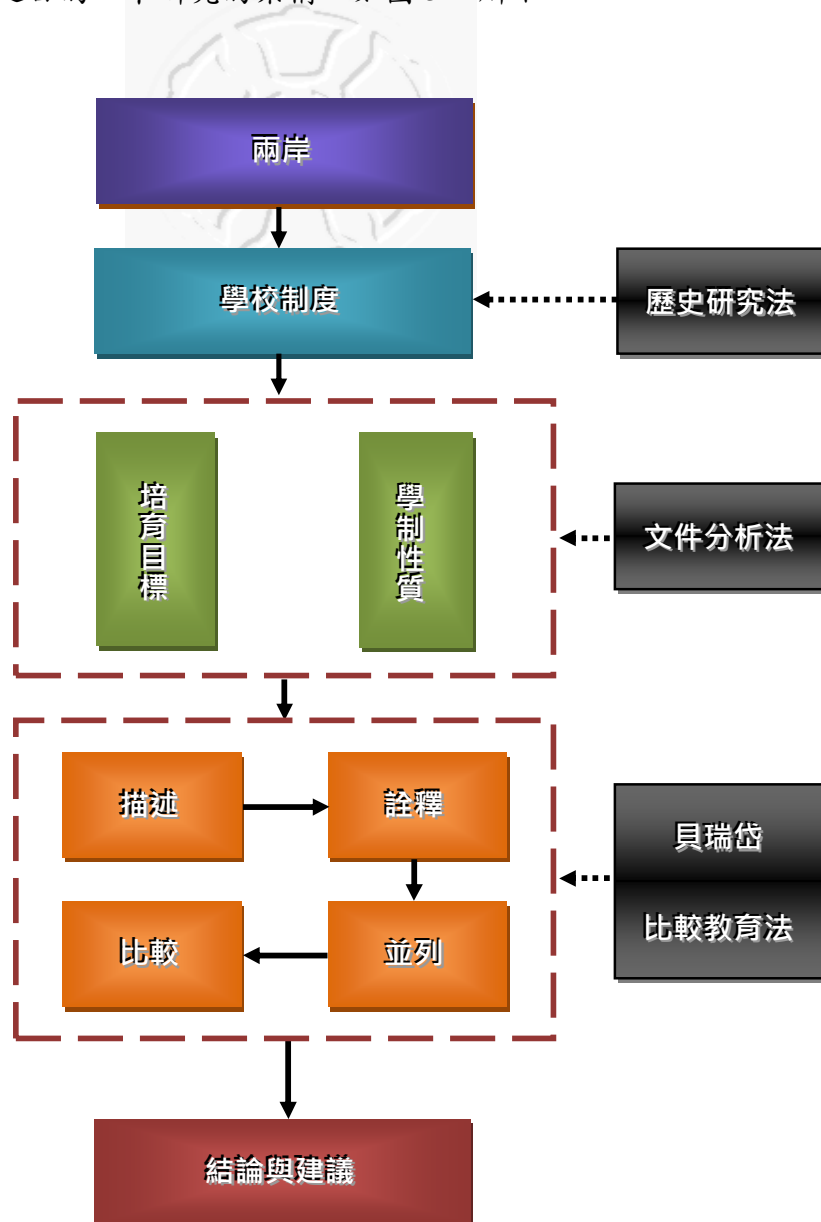 兩岸
學校制度
歷史研究法
培育目標
學制性質
文件分析法
描述
詮釋
比較
並列
貝瑞岱
比較教育法
結論與建議